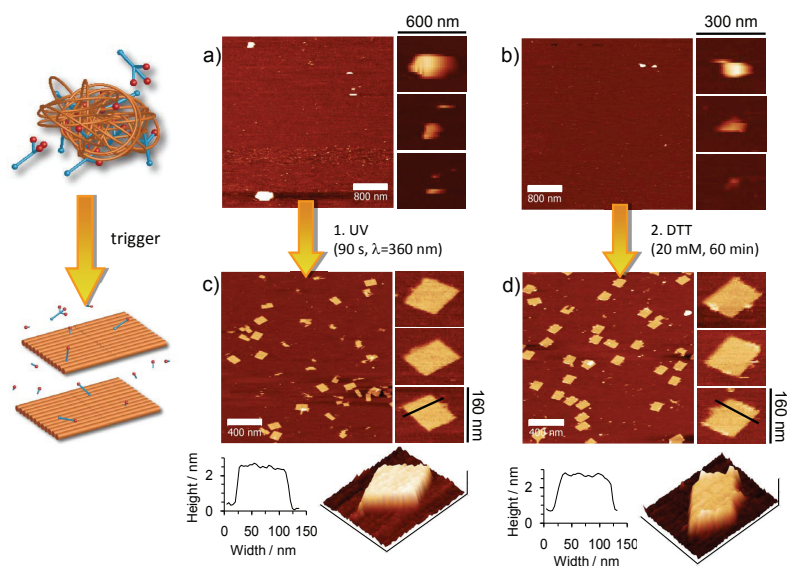 600 nm
300 nm
a)
b)
800 nm
800 nm
trigger
1. UV
(90 s, λ=360 nm)
2. DTT
(20 mM, 60 min)
c)
d)
400 nm
160 nm
400 nm
160 nm
Height / nm
2
0
0 50 100 150
Width / nm
Height / nm
2
0
0 50 100 150
Width / nm